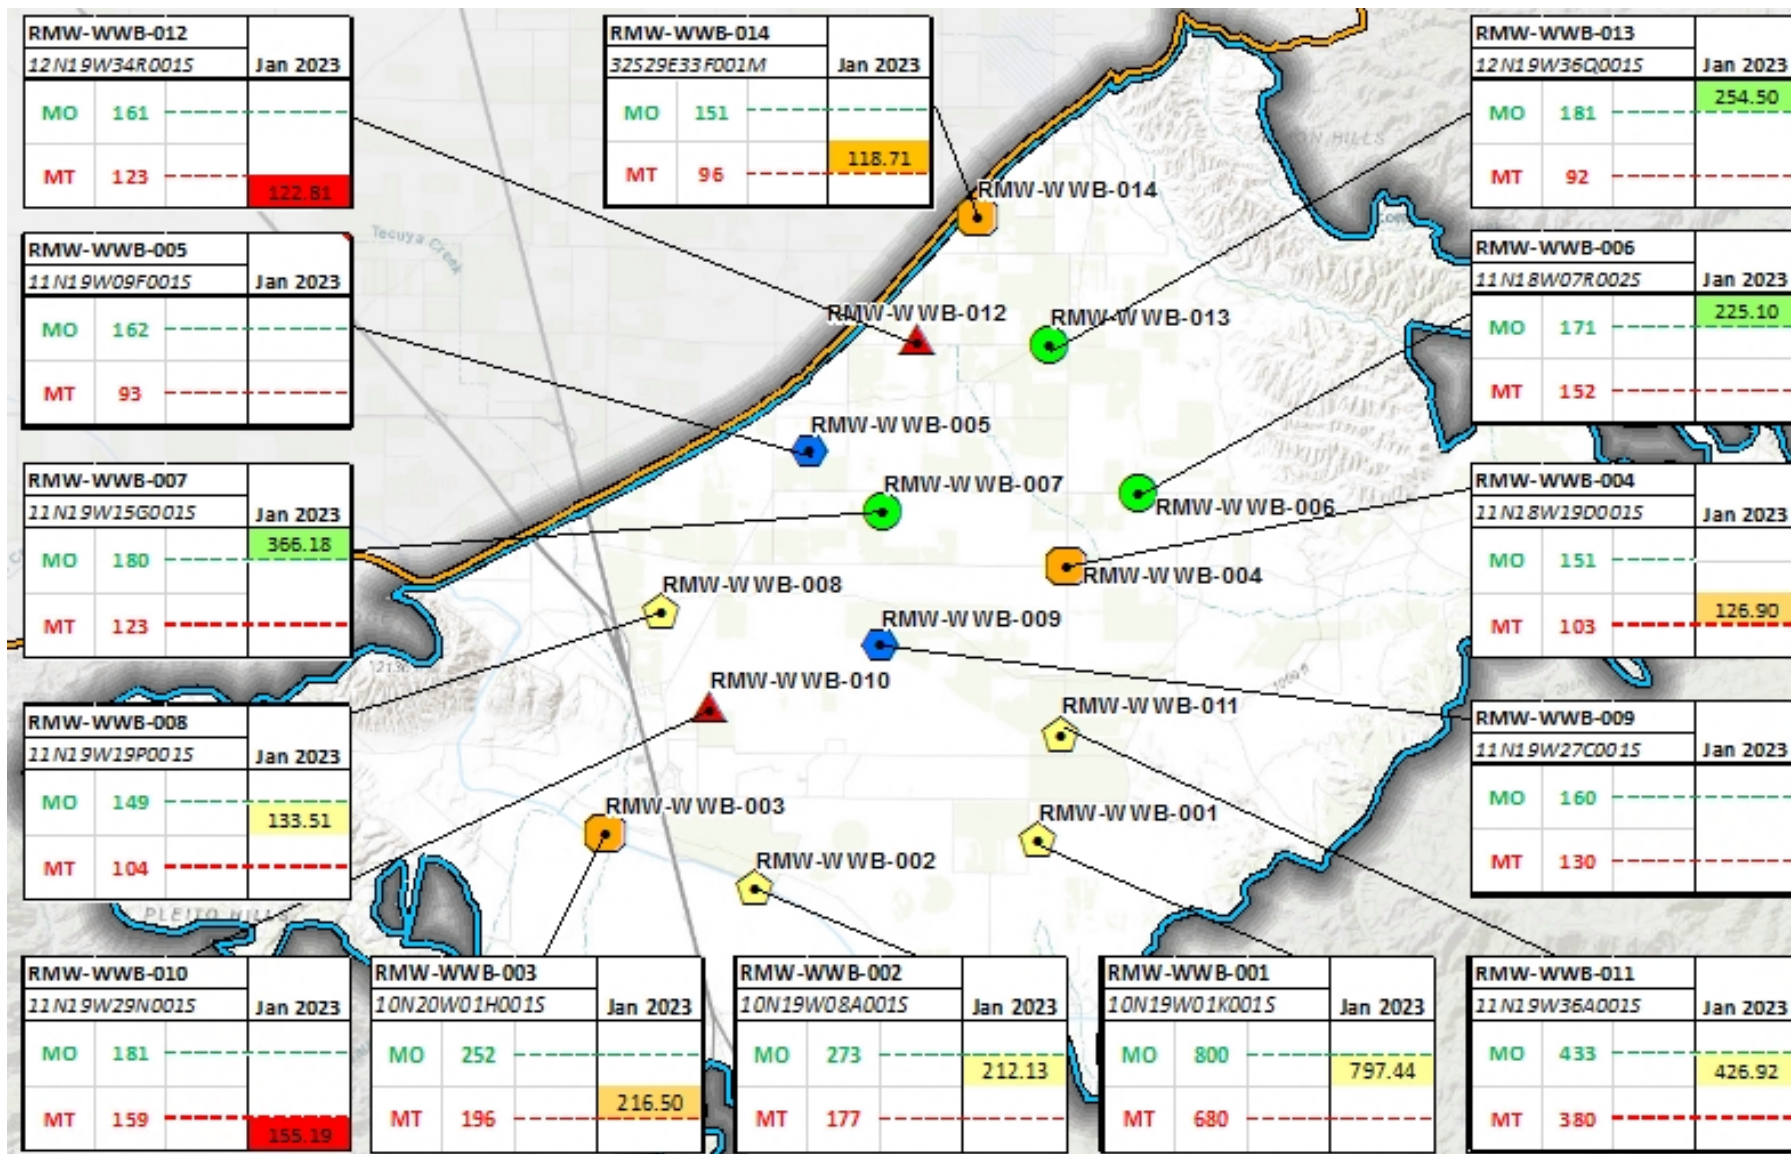 RMW-WWB-012
12N19W34R001S Jan 2023
MO 161
MT 123
122.81
RMW-WWB-014
32S29E33F001M Jan 2023
MO 151
118.71
MT 96
RMW-WWB-013
12N19W36Q001S Jan 2023
254.50
MO 181
MT 92
RMW-WWB-005
11N19W09F001S Jan 2023
MO 162
MT 93
RMW-WWB-006
11N18W07R002S Jan 2023
225.10
MO 171
MT 152
RMW-WWB-007
11N19W15G001S Jan 2023
366.18
MO 180
MT 123
RMW-WWB-004
11N18W19D001S Jan 2023
MO 151
126.90
MT 103
RMW-WWB-008
11N19W19P001S Jan 2023
MO 149
133.51
MT 104
RMW-WWB-009
11N19W27C001S Jan 2023
MO 160
MT 130
RMW-WWB-010
11N19W29N001S Jan 2023
MO 181
MT 159
155.19
RMW-WWB-003
10N20W01H001S Jan 2023
MO 252
216.50
MT 196
RMW-WWB-002
10N19W08A001S Jan 2023
MO 273
212.13
MT 177
RMW-WWB-001
10N19W01K001S Jan 2023
MO 800
797.44
MT 680
RMW-WWB-011
11N19W36A001S Jan 2023
MO 433
426.92
MT 380
RMW-WWB-014
RMW-WWB-012
RMW-WWB-013
RMW-WWB-005
RMW-WWB-007
RMW-WWB-006
RMW-WWB-004
RMW-WWB-008
RMW-WWB-009
RMW-WWB-010
RMW-WWB-011
RMW-WWB-003
RMW-WWB-001
RMW-WWB-002
Tecuya Creek
HILLS
PLEITO HILLS